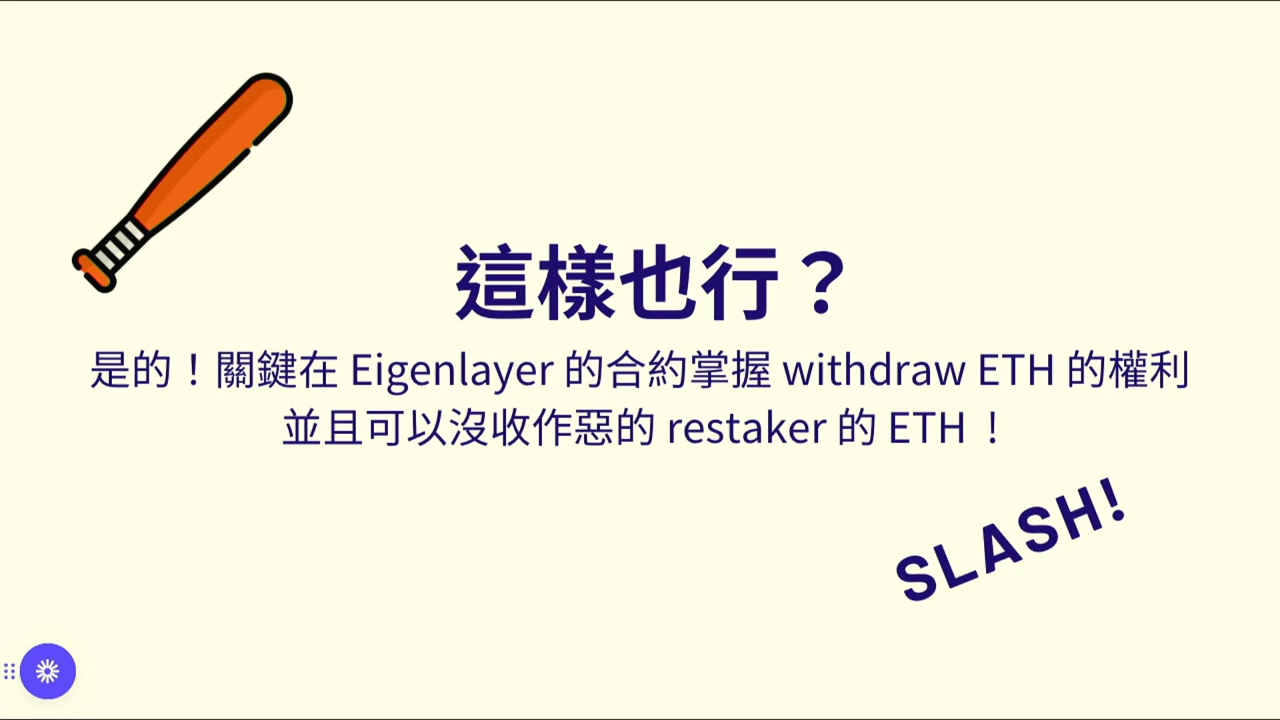 這樣也行？
是的！關鍵在 Eigenlayer 的合約掌握 withdraw ETH 的權利
並且可以沒收作惡的 restaker 的 ETH ！
SLASH!